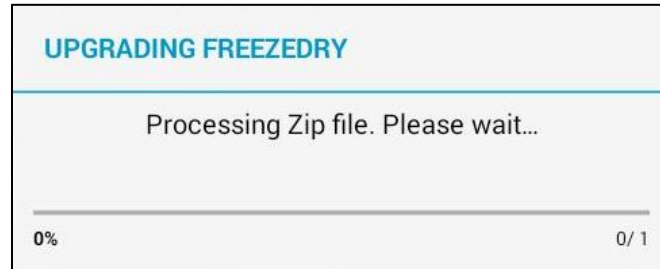 UPGRADING FREEZEDRY
Processing Zip file. Please wait...
0% 0/ 1